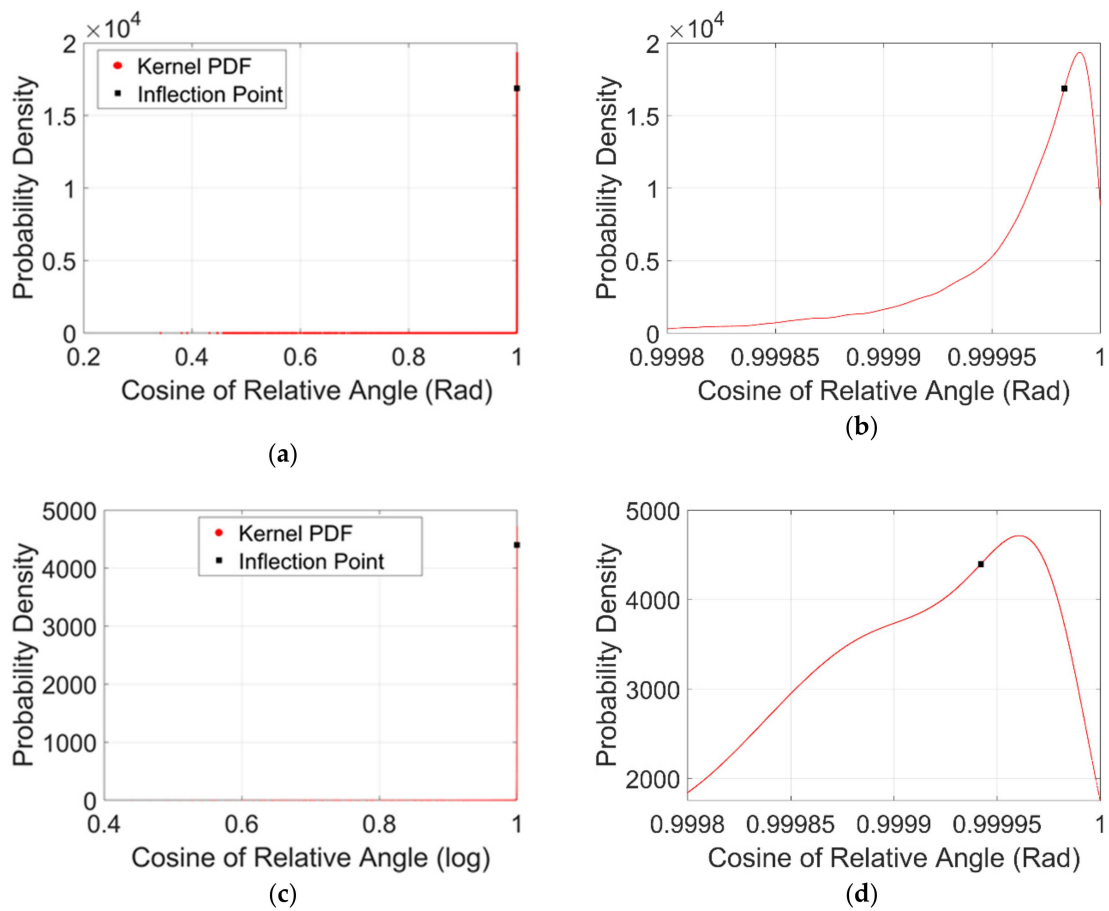 ×10⁴
2
1.5
1
0.5
0
Probability Density
Kernel PDF
Inflection Point
0.2 0.4 0.6 0.8 1
Cosine of Relative Angle (Rad)
(a)
×10⁴
2
1.5
1
0.5
0
Probability Density
0.9998 0.99985 0.9999 0.99995 1
Cosine of Relative Angle (Rad)
(b)
5000
4000
3000
2000
1000
0
Probability Density
Kernel PDF
Inflection Point
0.4 0.6 0.8 1
Cosine of Relative Angle (log)
(c)
5000
4000
3000
2000
Probability Density
0.9998 0.99985 0.9999 0.99995 1
Cosine of Relative Angle (Rad)
(d)